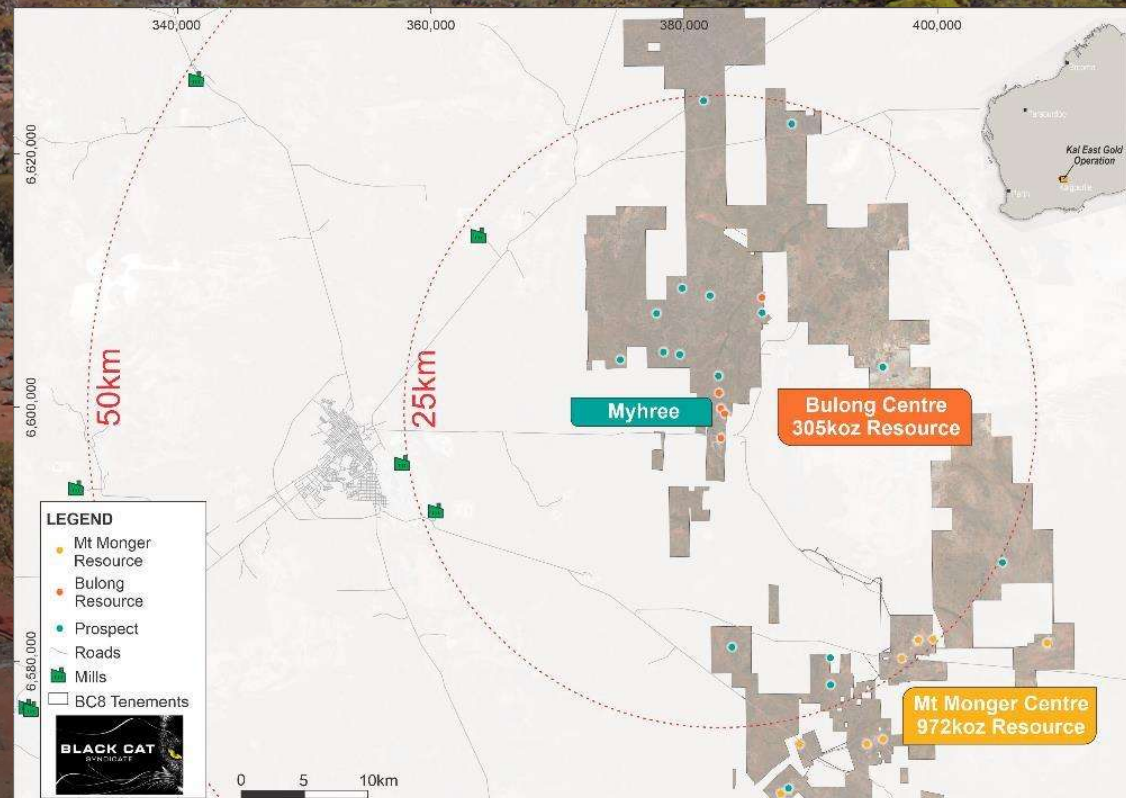 340,000
360,000
380,000
400,000
6,620,000
6,600,000
6,580,000
Kal East Gold
Operation
50km
25km
Myhree
Bulong Centre
305koz Resource
Mt Monger Centre
972koz Resource
LEGEND
Mt Monger
Resource
Bulong
Resource
Prospect
Roads
Mills
BC8 Tenements
BLACK CAT
SYNDICATE
0
5
10km